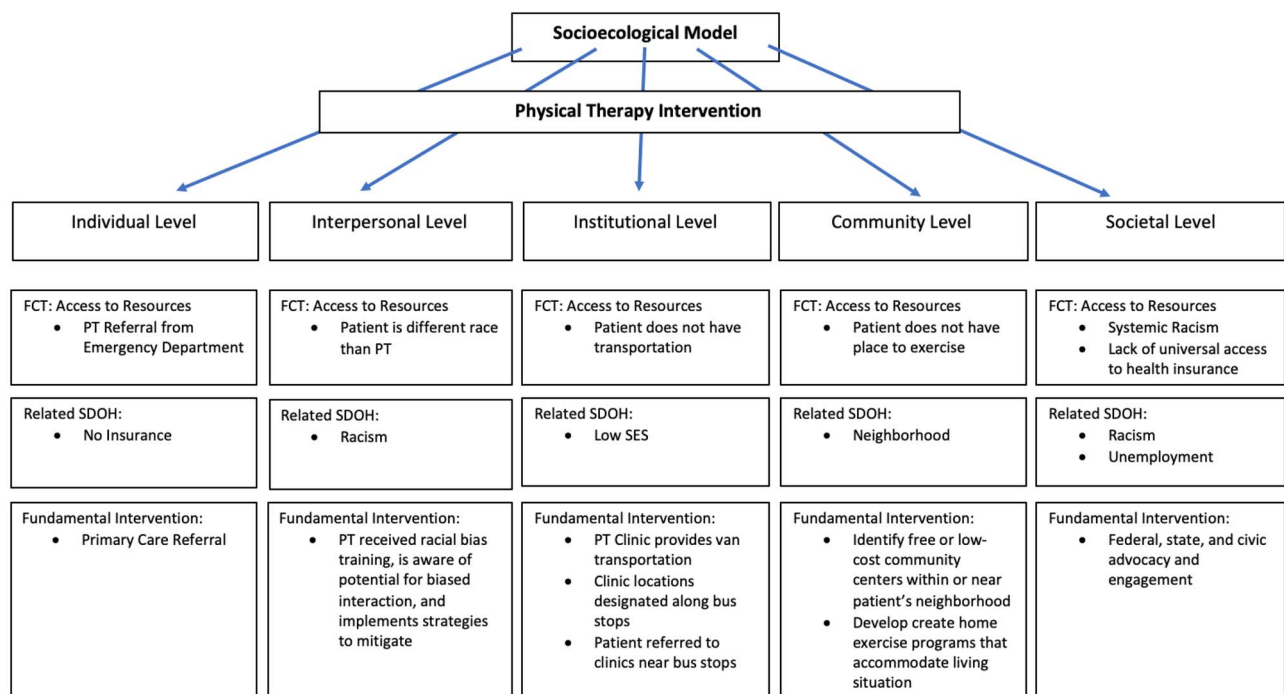 Socioecological Model
Physical Therapy Intervention
Individual Level
Interpersonal Level
Institutional Level
Community Level
Societal Level
FCT: Access to Resources
• PT Referral from
Emergency Department
FCT: Access to Resources
• Patient is different race
than PT
FCT: Access to Resources
• Patient does not have
transportation
FCT: Access to Resources
• Patient does not have
place to exercise
FCT: Access to Resources
• Systemic Racism
• Lack of universal access
to health insurance
Related SDOH:
• No Insurance
Related SDOH:
• Racism
Related SDOH:
• Low SES
Related SDOH:
• Neighborhood
Related SDOH:
• Racism
• Unemployment
Fundamental Intervention:
• Primary Care Referral
Fundamental Intervention:
• PT received racial bias
training, is aware of
potential for biased
interaction, and
implements strategies
to mitigate
Fundamental Intervention:
• PT Clinic provides van
transportation
• Clinic locations
designated along bus
stops
• Patient referred to
clinics near bus stops
Fundamental Intervention:
• Identify free or low-
cost community
centers within or near
patient’s neighborhood
• Develop create home
exercise programs that
accommodate living
situation
Fundamental Intervention:
• Federal, state, and civic
advocacy and
engagement